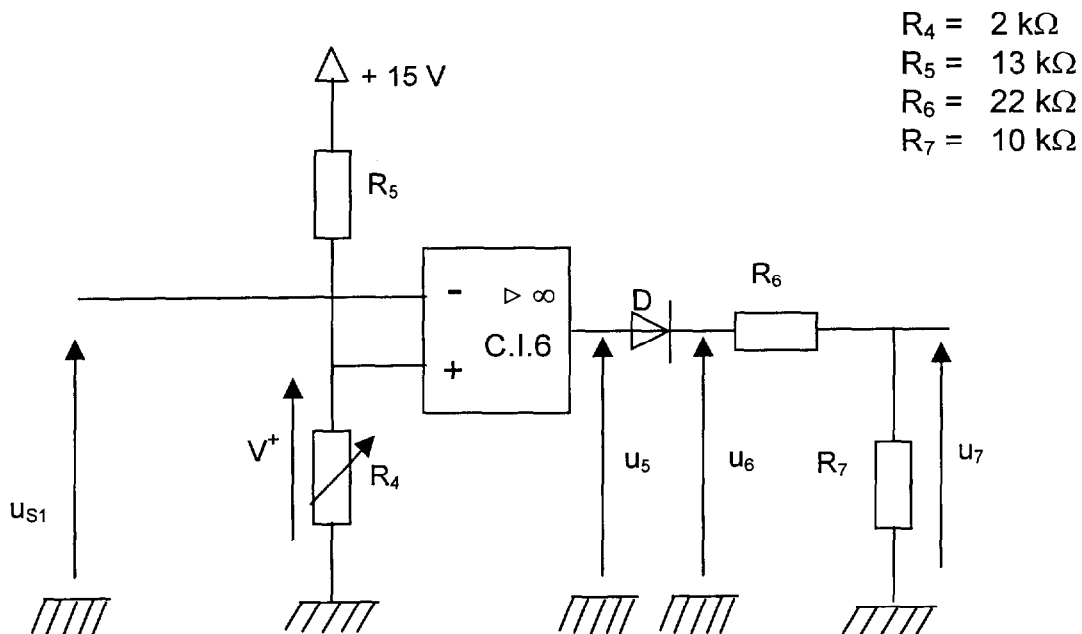 R₄ = 2 kΩ
R₅ = 13 kΩ
R₆ = 22 kΩ
R₇ = 10 kΩ
+ 15 V
R₅
- ▷ ∞
C.I.6
+
D
R₆
V⁺
R₄
u_S1
u₅
u₆
R₇
u₇